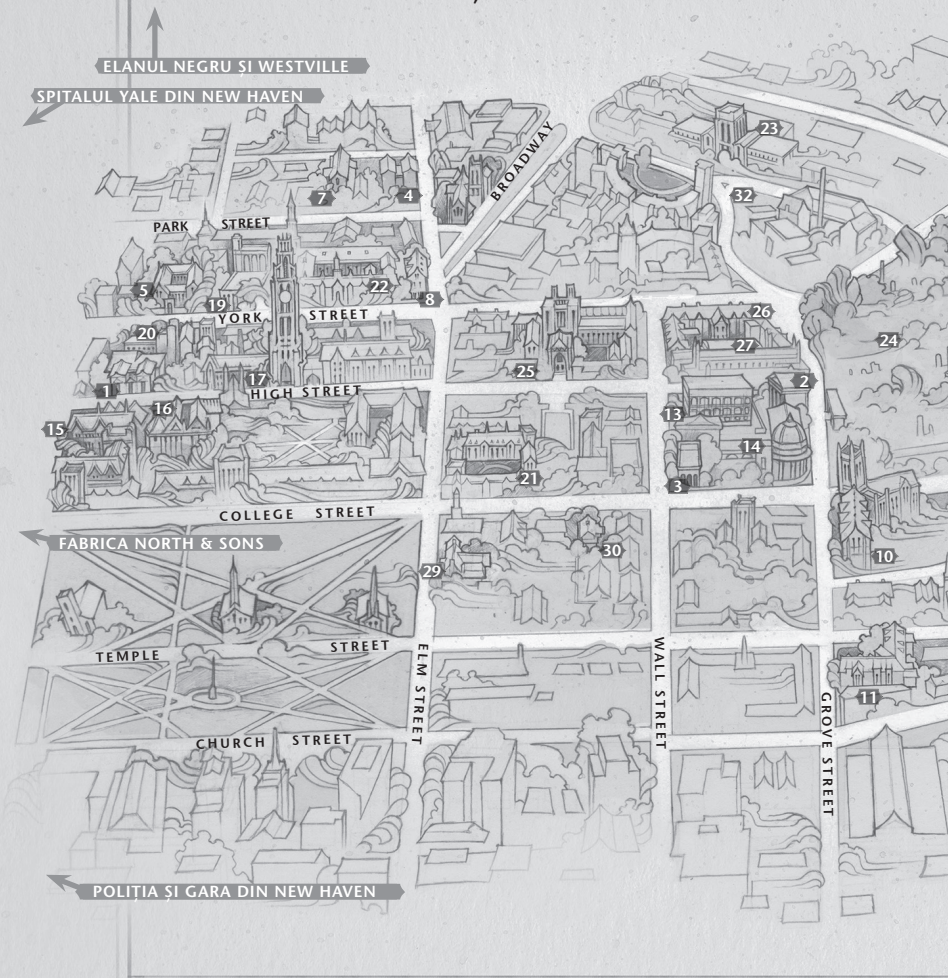 ELANUL NEGRU ȘI WESTVILLE
SPITALUL YALE DIN NEW HAVEN
BROADWAY
23
7
4
32
PARK STREET
5
19
22
8
YORK STREET
26
20
27
24
25
1
17
16
HIGH STREET
2
13
15
14
21
3
COLLEGE STREET
FABRICA NORTH & SONS
30
10
29
TEMPLE STREET
ELM STREET
WALL STREET
GROVE STREET
11
CHURCH STREET
POLIȚIA ȘI GARA DIN NEW HAVEN